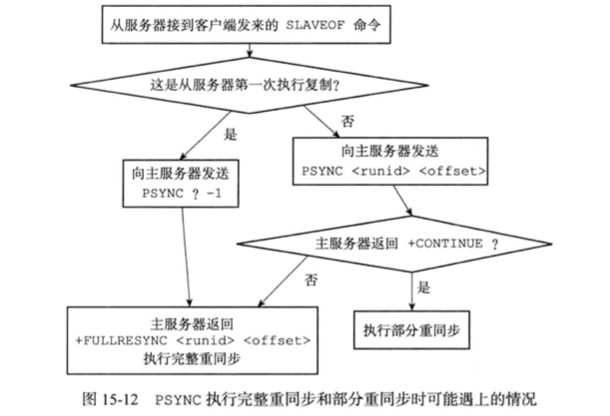 从服务器接到客户端发来的 SLAVEOF 命令
这是从服务器第一次执行复制？
是
否
向主服务器发送
PSYNC ? -1
向主服务器发送
PSYNC <runid> <offset>
主服务器返回 +CONTINUE ？
否
是
主服务器返回
+FULLRESYNC <runid> <offset>
执行完整重同步
执行部分重同步
图 15-12 PSYNC 执行完整重同步和部分重同步时可能遇上的情况